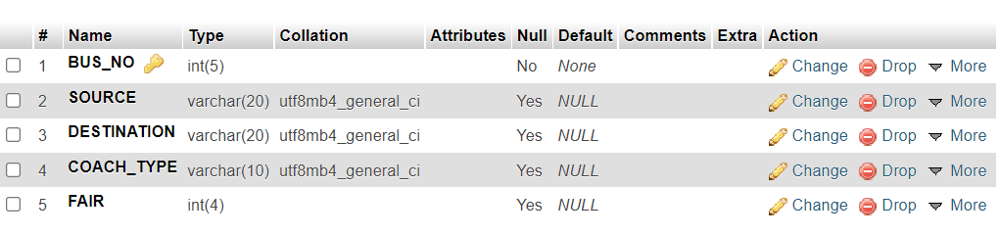 # Name Type Collation Attributes Null Default Comments Extra Action
1 BUS_NO int(5) No None Change Drop More
2 SOURCE varchar(20) utf8mb4_general_ci Yes NULL Change Drop More
3 DESTINATION varchar(20) utf8mb4_general_ci Yes NULL Change Drop More
4 COACH_TYPE varchar(10) utf8mb4_general_ci Yes NULL Change Drop More
5 FAIR int(4) Yes NULL Change Drop More